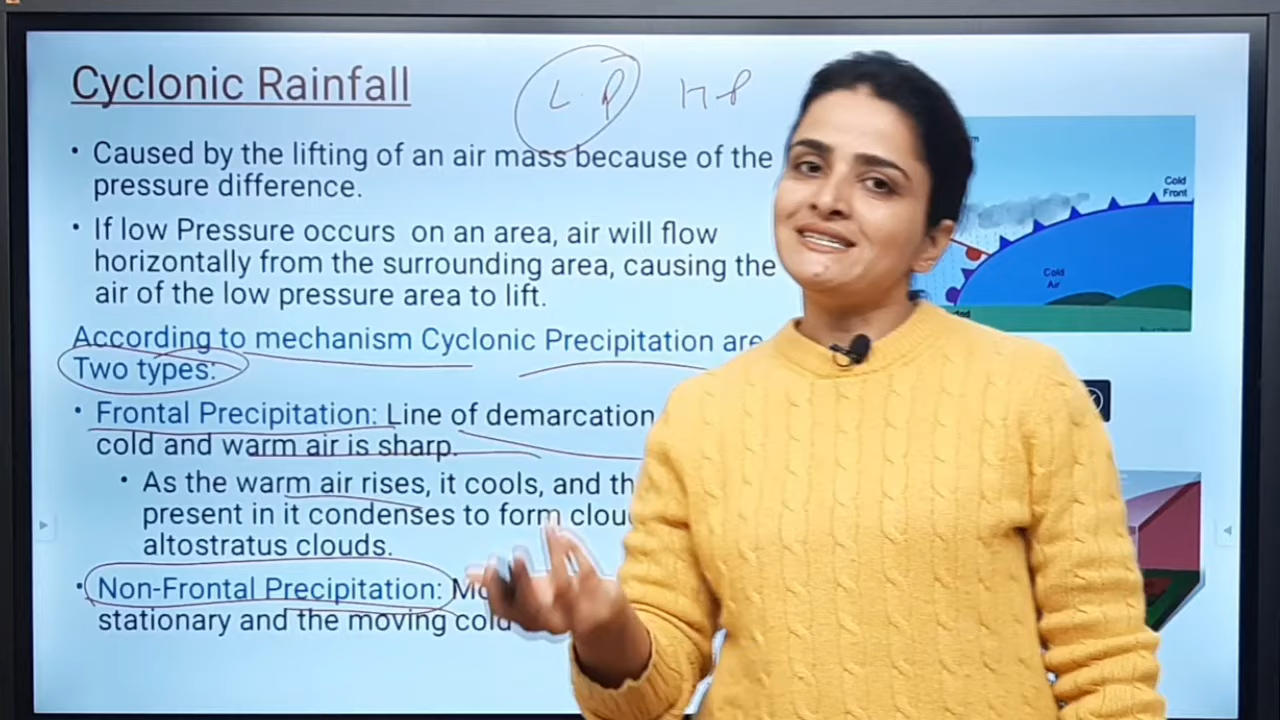 Cyclonic Rainfall
L.P HP
• Caused by the lifting of an air mass because of the
pressure difference.
• If low Pressure occurs on an area, air will flow
horizontally from the surrounding area, causing the
air of the low pressure area to lift.
According to mechanism Cyclonic Precipitation are
Two types:
• Frontal Precipitation: Line of demarcation
cold and warm air is sharp.
• As the warm air rises, it cools, and
present in it condenses to form
altostratus clouds.
• Non-Frontal Precipitation:
stationary and the moving cold
Cold
Front
Cold
Air